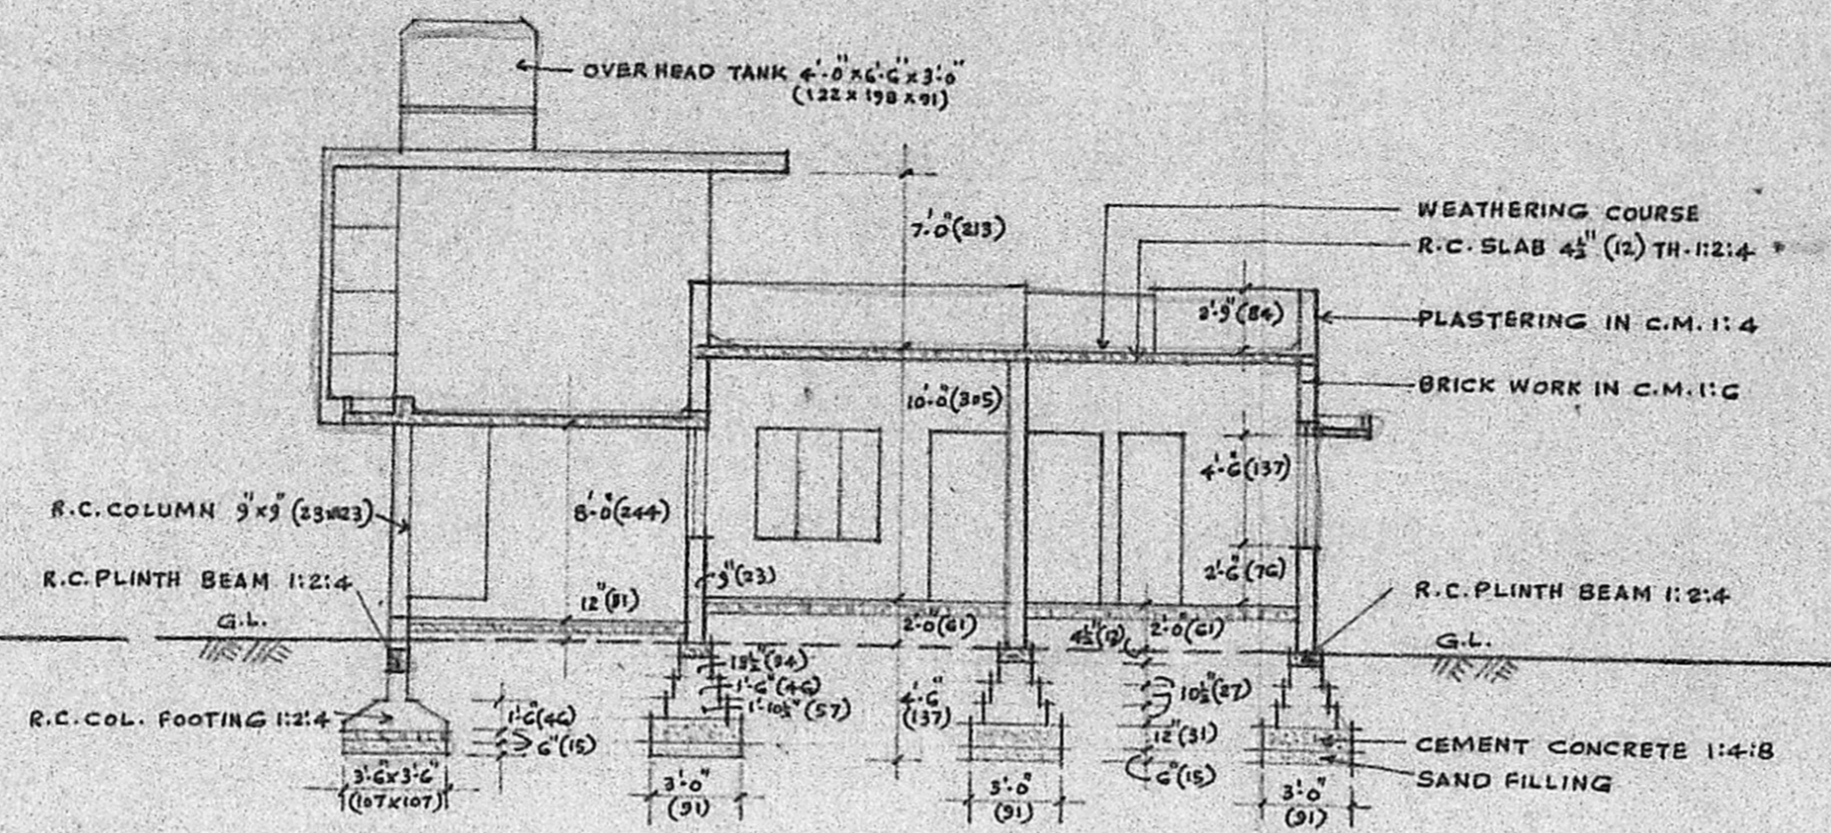 OVER HEAD TANK 4'-0"x6'-6"x3'-0"
(122x198x91)
7'-0"(213)
WEATHERING COURSE
R.C. SLAB 4½" (12) TH. 1:2:4
2'-9"(84)
PLASTERING IN C.M. 1:4
BRICK WORK IN C.M. 1:6
10'-0"(305)
4'-6"(137)
R.C. COLUMN 9"x9" (23x23)
8'-0"(244)
2'-6"(76)
R.C. PLINTH BEAM 1:2:4
9"(23)
R.C. PLINTH BEAM 1:2:4
12"(31)
G.L.
2'-0"(61)
4½"(12)
2'-0"(61)
G.L.
13½"(34)
1'-6"(46)
1'-10½"(57)
4'-6"
(137)
10½"(27)
R.C. COL. FOOTING 1:2:4
1'-6"(46)
6"(15)
12"(31)
6"(15)
CEMENT CONCRETE 1:4:8
SAND FILLING
3'-6"x3'-6"
(107x107)
3'-0"
(91)
3'-0"
(91)
3'-0"
(91)